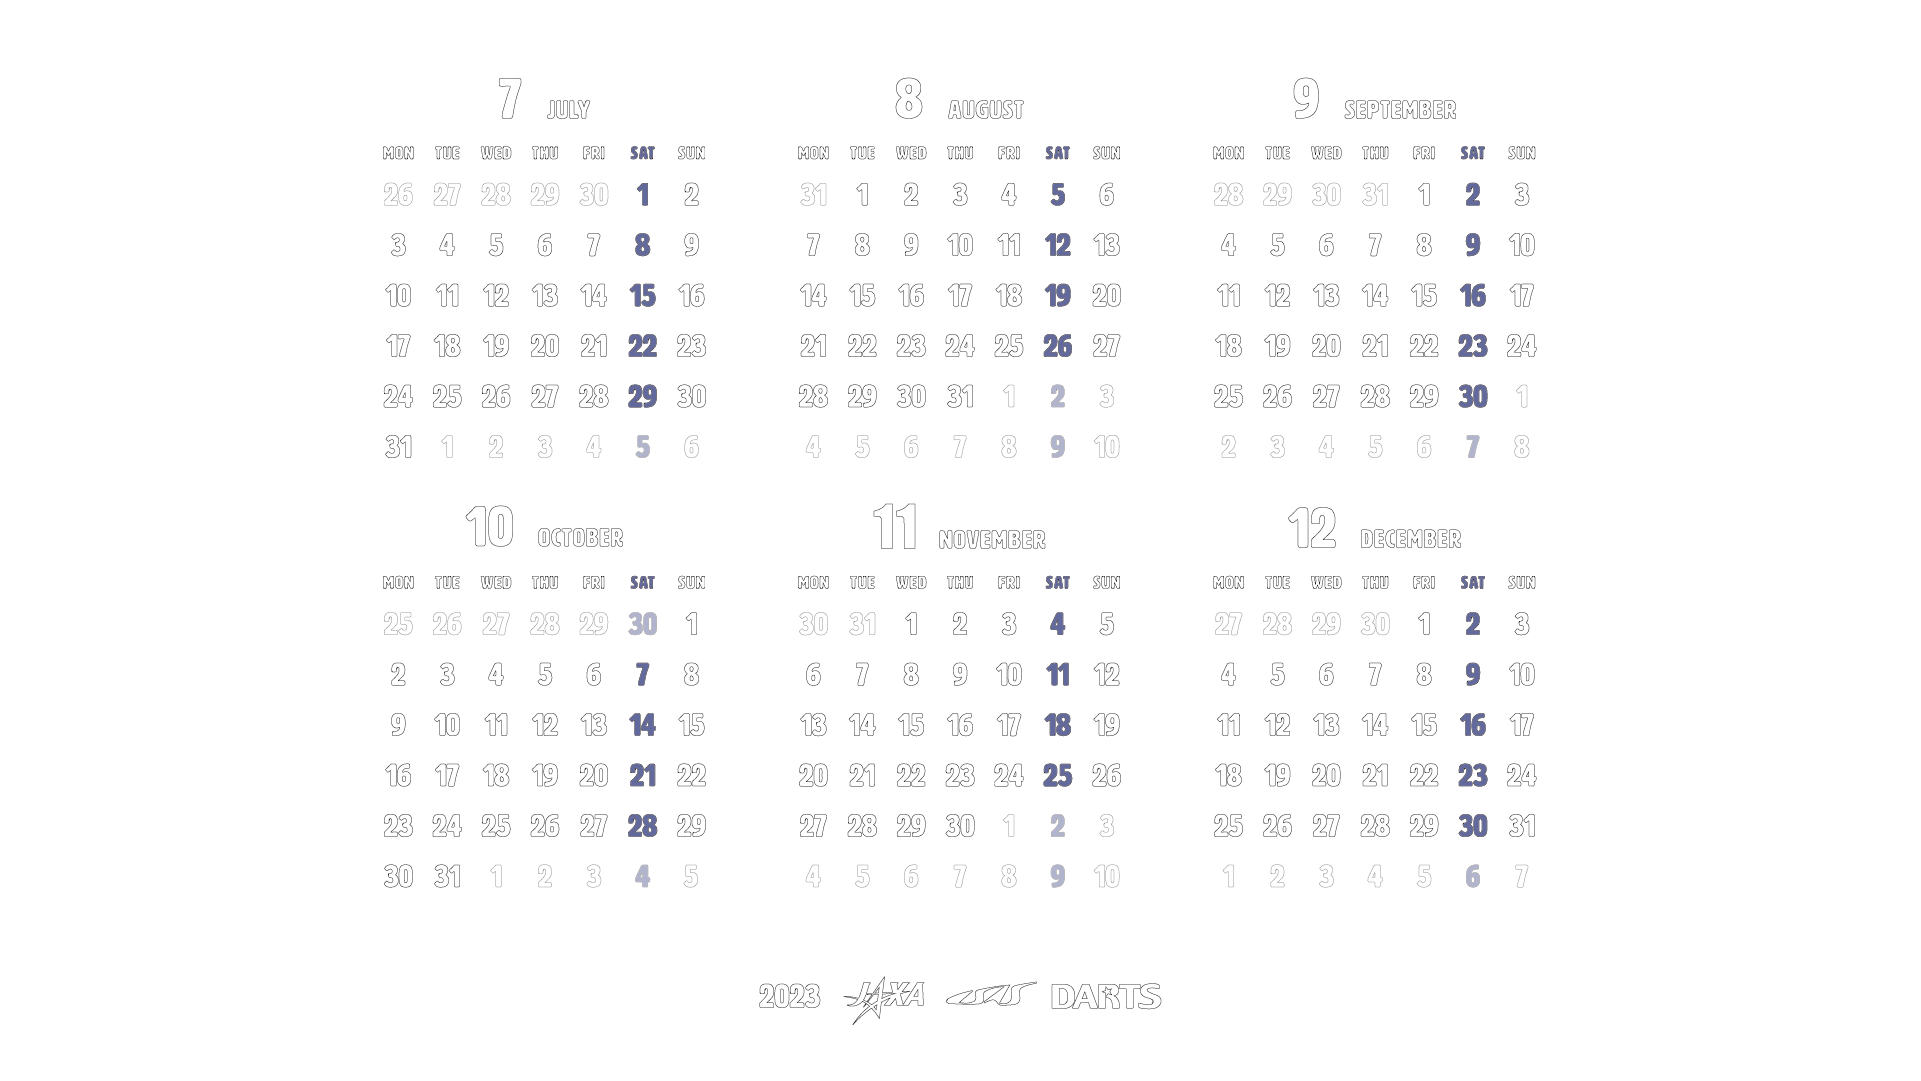 7 JULY
MON TUE WED THU FRI SAT SUN
26 27 28 29 30 1 2
3 4 5 6 7 8 9
10 11 12 13 14 15 16
17 18 19 20 21 22 23
24 25 26 27 28 29 30
31 1 2 3 4 5 6
8 AUGUST
MON TUE WED THU FRI SAT SUN
31 1 2 3 4 5 6
7 8 9 10 11 12 13
14 15 16 17 18 19 20
21 22 23 24 25 26 27
28 29 30 31 1 2 3
4 5 6 7 8 9 10
9 SEPTEMBER
MON TUE WED THU FRI SAT SUN
28 29 30 31 1 2 3
4 5 6 7 8 9 10
11 12 13 14 15 16 17
18 19 20 21 22 23 24
25 26 27 28 29 30 1
2 3 4 5 6 7 8
10 OCTOBER
MON TUE WED THU FRI SAT SUN
25 26 27 28 29 30 1
2 3 4 5 6 7 8
9 10 11 12 13 14 15
16 17 18 19 20 21 22
23 24 25 26 27 28 29
30 31 1 2 3 4 5
11 NOVEMBER
MON TUE WED THU FRI SAT SUN
30 31 1 2 3 4 5
6 7 8 9 10 11 12
13 14 15 16 17 18 19
20 21 22 23 24 25 26
27 28 29 30 1 2 3
4 5 6 7 8 9 10
12 DECEMBER
MON TUE WED THU FRI SAT SUN
27 28 29 30 1 2 3
4 5 6 7 8 9 10
11 12 13 14 15 16 17
18 19 20 21 22 23 24
25 26 27 28 29 30 31
1 2 3 4 5 6 7
2023 JAXA ISAS DARTS